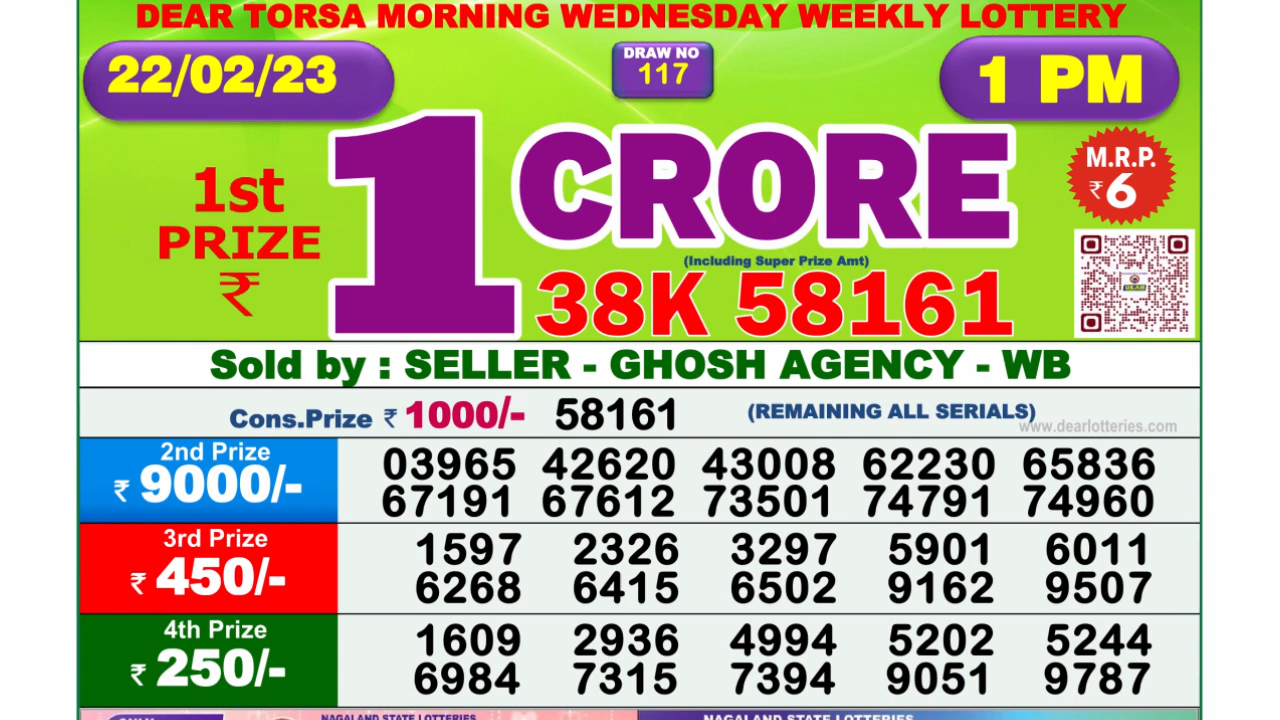 DEAR TORSA MORNING WEDNESDAY WEEKLY LOTTERY
22/02/23
DRAW NO
117
1 PM
1st
PRIZE
₹
1 CRORE
(Including Super Prize Amt)
38K 58161
M.R.P.
₹6
Sold by : SELLER - GHOSH AGENCY - WB
Cons.Prize ₹ 1000/- 58161 (REMAINING ALL SERIALS)
www.dearlotteries.com
2nd Prize
₹ 9000/-
03965 42620 43008 62230 65836
67191 67612 73501 74791 74960
3rd Prize
₹ 450/-
1597 2326 3297 5901 6011
6268 6415 6502 9162 9507
4th Prize
₹ 250/-
1609 2936 4994 5202 5244
6984 7315 7394 9051 9787
NAGALAND STATE LOTTERIES
NAGALAND STATE LOTTERIES